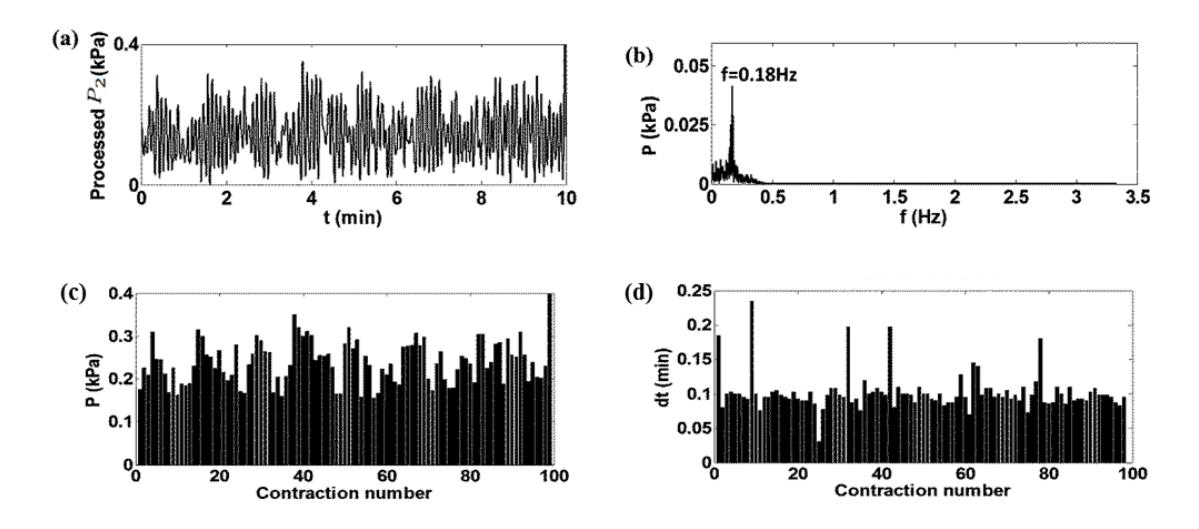 (a)
Processed P₂ (kPa)
0.4
0
0 2 4 6 8 10
t (min)
(b)
P (kPa)
0.05
0.025
0
f=0.18Hz
0 0.5 1 1.5 2 2.5 3 3.5
f (Hz)
(c)
P (kPa)
0.4
0.3
0.2
0.1
0
0 20 40 60 80 100
Contraction number
(d)
dt (min)
0.25
0.2
0.15
0.1
0.05
0
0 20 40 60 80 100
Contraction number